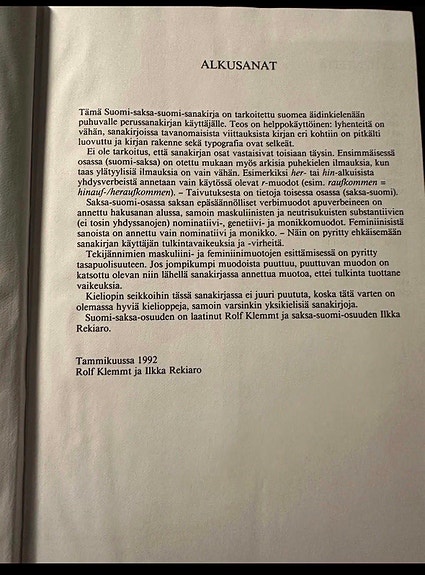 ALKUSANAT
Tämä Suomi-saksa-suomi-sanakirja on tarkoitettu suomea äidinkielenään
puhuvalle perussanakirjan käyttäjälle. Teos on helppokäyttöinen: lyhenteitä on
vähän, sanakirjoissa tavanomaisista viittauksista kirjan eri kohtiin on pitkälti
luovuttu ja kirjan rakenne sekä typografia ovat selkeät.
Ei ole tarkoitus, että sanakirjan osat vastaisivat toisiaan täysin. Ensimmäisessä
osassa (suomi-saksa) on otettu mukaan myös arkisia puhekielen ilmauksia, kun
taas ylätyylisiä ilmauksia on vain vähän. Esimerkiksi her- tai hin-alkuisista
yhdysverbeistä annetaan vain käytössä olevat r-muodot (esim. raufkommen =
hinauf-/heraufkommen). – Taivutuksesta on tietoja toisessa osassa (saksa-suomi).
Saksa-suomi-osassa saksan epäsäännölliset verbimuodot apuverbeineen on
annettu hakusanan alussa, samoin maskuliinisten ja neutrisukuisten substantiivien
(ei tosin yhdyssanojen) nominatiivi-, genetiivi- ja monikkomuodot. Feminiinisistä
sanoista on annettu vain nominatiivi ja monikko. – Näin on pyritty ehkäisemään
sanakirjan käyttäjän tulkintavaikeuksia ja -virheitä.
Tekijännimien maskuliini- ja feminiinimuotojen esittämisessä on pyritty
tasapuolisuuteen. Jos jompikumpi muodoista puuttuu, puuttuvan muodon on
katsottu olevan niin lähellä sanakirjassa annettua muotoa, ettei tulkinta tuottane
vaikeuksia.
Kieliopin seikkoihin tässä sanakirjassa ei juuri puututa, koska tätä varten on
olemassa hyviä kielioppeja, samoin varsinkin yksikielisiä sanakirjoja.
Suomi-saksa-osuuden on laatinut Rolf Klemmt ja saksa-suomi-osuuden Ilkka
Rekiaro.
Tammikuussa 1992
Rolf Klemmt ja Ilkka Rekiaro